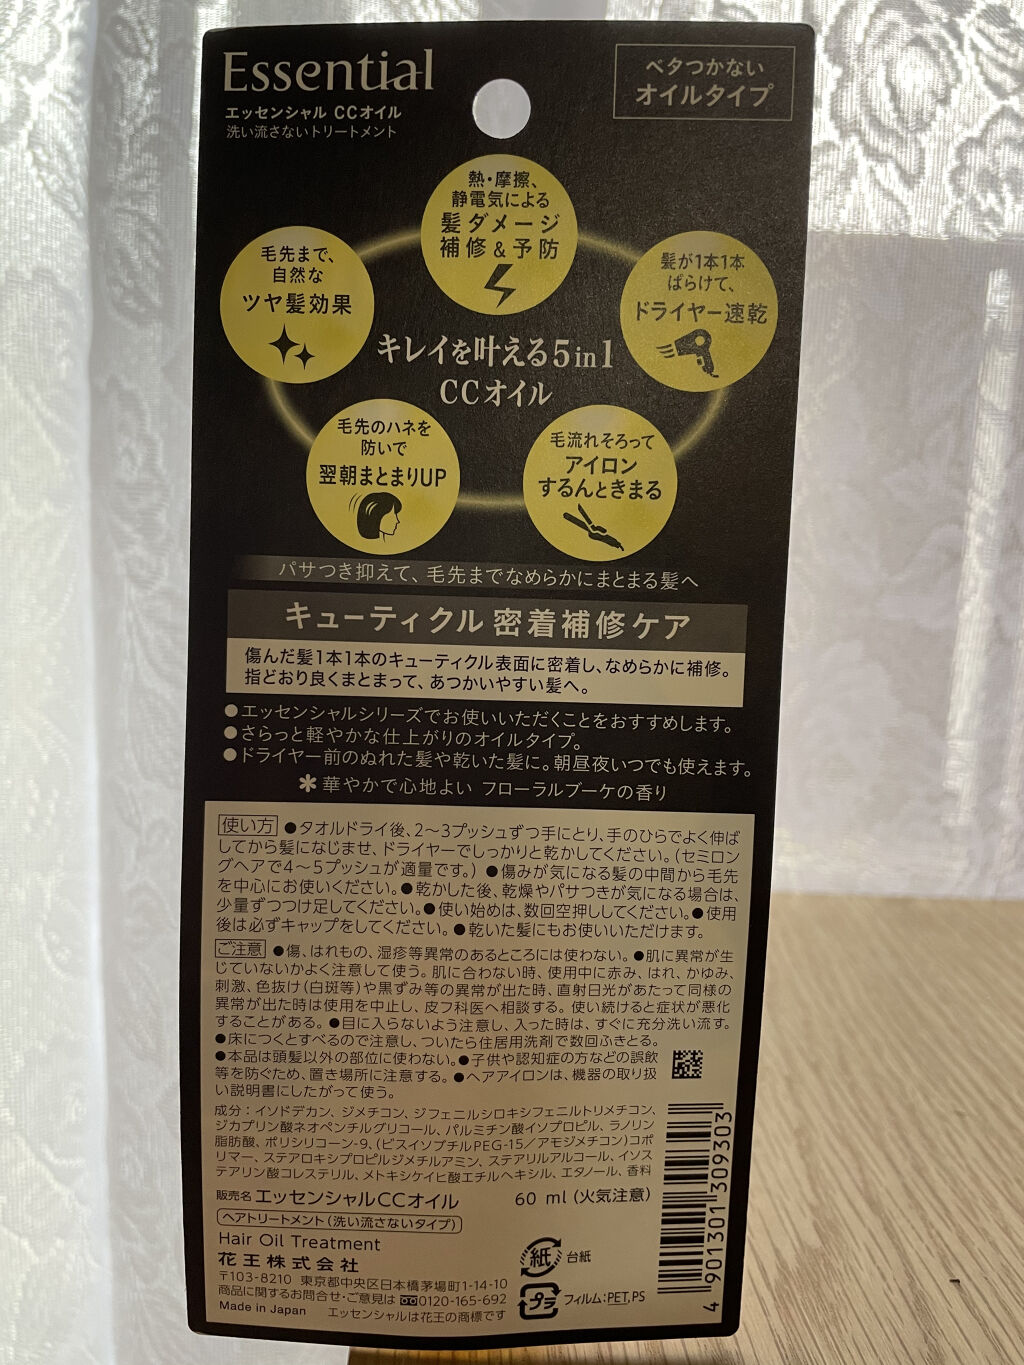 Essential
エッセンシャル CCオイル
洗い流さないトリートメント
ベタつかない
オイルタイプ
熱・摩擦、
静電気による
髪ダメージ
補修&予防
毛先まで、
自然な
ツヤ髪効果
髪が1本1本
ばらけて、
ドライヤー速乾
キレイを叶える5in1
CCオイル
毛先のハネを
防いで
翌朝まとまりUP
毛流れそろって
アイロン
するんときまる
パサつき抑えて、毛先までなめらかにまとまる髪へ
キューティクル 密着補修ケア
傷んだ髪1本1本のキューティクル表面に密着し、なめらかに補修。
指どおり良くまとまって、あつかいやすい髪へ。
●エッセンシャルシリーズでお使いいただくことをおすすめします。
●さらっと軽やかな仕上がりのオイルタイプ。
●ドライヤー前のぬれた髪や乾いた髪に。朝昼夜いつでも使えます。
＊華やかで心地よい フローラルブーケの香り
使い方 ●タオルドライ後、2～3プッシュずつ手にとり、手のひらでよく伸ば
してから髪になじませ、ドライヤーでしっかりと乾かしてください。(セミロン
グヘアで4～5プッシュが適量です。) ●傷みが気になる髪の中間から毛先
を中心にお使いください。●乾かした後、乾燥やパサつきが気になる場合は、
少量ずつつけ足してください。●使い始めは、数回空押ししてください。●使用
後は必ずキャップをしてください。●乾いた髪にもお使いいただけます。
ご注意 ●傷、はれもの、湿疹等異常のあるところには使わない。●肌に異常が生
じていないかよく注意して使う。肌に合わない時、使用中に赤み、はれ、かゆみ、
刺激、色抜け(白斑等)や黒ずみ等の異常が出た時、直射日光があたって同様の
異常が出た時は使用を中止し、皮フ科医へ相談する。使い続けると症状が悪化
することがある。●目に入らないよう注意し、入った時は、すぐに充分洗い流す。
●床につくとすべるので注意し、ついたら住居用洗剤で数回ふきとる。
●本品は頭髪以外の部位に使わない。●子供や認知症の方などの誤飲
等を防ぐため、置き場所に注意する。●ヘアアイロンは、機器の取り扱
い説明書にしたがって使う。
成分：イソドデカン、ジメチコン、ジフェニルシロキシフェニルトリメチコン、
ジカプリン酸ネオペンチルグリコール、パルミチン酸イソプロピル、ラノリン
脂肪酸、ポリシリコーン-9、(ビスイソブチルPEG-15／アモジメチコン)コポ
リマー、ステアロキシプロピルジメチルアミン、ステアリルアルコール、イソス
テアリン酸コレステリル、メトキシケイヒ酸エチルヘキシル、エタノール、香料
販売名 エッセンシャルCCオイル 60 ml (火気注意)
ヘアトリートメント(洗い流さないタイプ)
Hair Oil Treatment
花王株式会社
〒103-8210 東京都中央区日本橋茅場町1-14-10
商品に関するお問合せ・ご意見は 0120-165-692
Made in Japan エッセンシャルは花王の商標です
紙 台紙
プラ フィルム:PET,PS
4 901301 309303